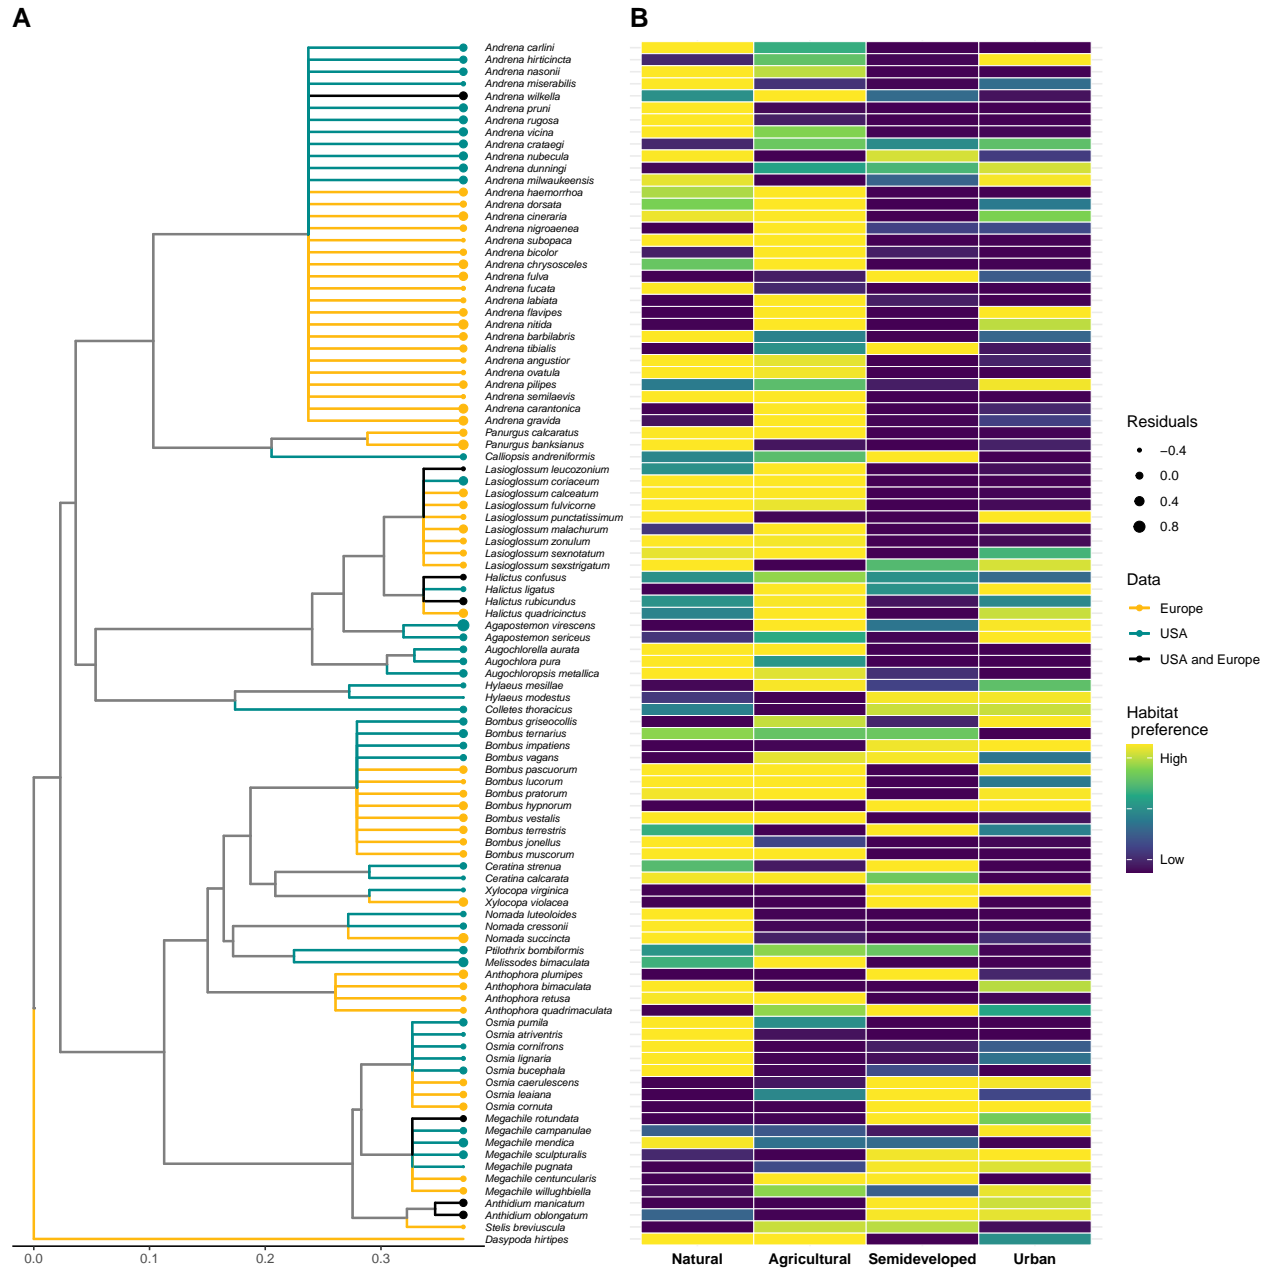 A
B
Andrena carlini
Andrena hirticincta
Andrena nasonii
Andrena miserabilis
Andrena wilkella
Andrena pruni
Andrena rugosa
Andrena vicina
Andrena crataegi
Andrena nubecula
Andrena dunningi
Andrena milwaukeensis
Andrena haemorrhoa
Andrena dorsata
Andrena cineraria
Andrena nigroaenea
Andrena subopaca
Andrena bicolor
Andrena chrysosceles
Andrena fulva
Andrena fucata
Andrena labiata
Andrena flavipes
Andrena nitida
Andrena barbilabris
Andrena tibialis
Andrena angustior
Andrena ovatula
Andrena pilipes
Andrena semilaevis
Andrena carantonica
Andrena gravida
Panurgus calcaratus
Panurgus banksianus
Calliopsis andreniformis
Lasioglossum leucozonium
Lasioglossum coriaceum
Lasioglossum calceatum
Lasioglossum fulvicorne
Lasioglossum punctatissimum
Lasioglossum malachurum
Lasioglossum zonulum
Lasioglossum sexnotatum
Lasioglossum sexstrigatum
Halictus confusus
Halictus ligatus
Halictus rubicundus
Halictus quadricinctus
Agapostemon virescens
Agapostemon sericeus
Augochlorella aurata
Augochlora pura
Augochloropsis metallica
Hylaeus mesillae
Hylaeus modestus
Colletes thoracicus
Bombus griseocollis
Bombus ternarius
Bombus impatiens
Bombus vagans
Bombus pascuorum
Bombus lucorum
Bombus pratorum
Bombus hypnorum
Bombus vestalis
Bombus terrestris
Bombus jonellus
Bombus muscorum
Ceratina strenua
Ceratina calcarata
Xylocopa virginica
Xylocopa violacea
Nomada luteoloides
Nomada cressonii
Nomada succincta
Ptilothrix bombiformis
Melissodes bimaculata
Anthophora plumipes
Anthophora bimaculata
Anthophora retusa
Anthophora quadrimaculata
Osmia pumila
Osmia atriventris
Osmia cornifrons
Osmia lignaria
Osmia bucephala
Osmia caerulescens
Osmia leaiana
Osmia cornuta
Megachile rotundata
Megachile campanulae
Megachile mendica
Megachile sculpturalis
Megachile pugnata
Megachile centuncularis
Megachile willughbiella
Anthidium manicatum
Anthidium oblongatum
Stelis breviuscula
Dasypoda hirtipes
0.0 0.1 0.2 0.3
Natural Agricultural Semideveloped Urban
Residuals
−0.4
0.0
0.4
0.8
Data
Europe
USA
USA and Europe
Habitat
preference
High
Low